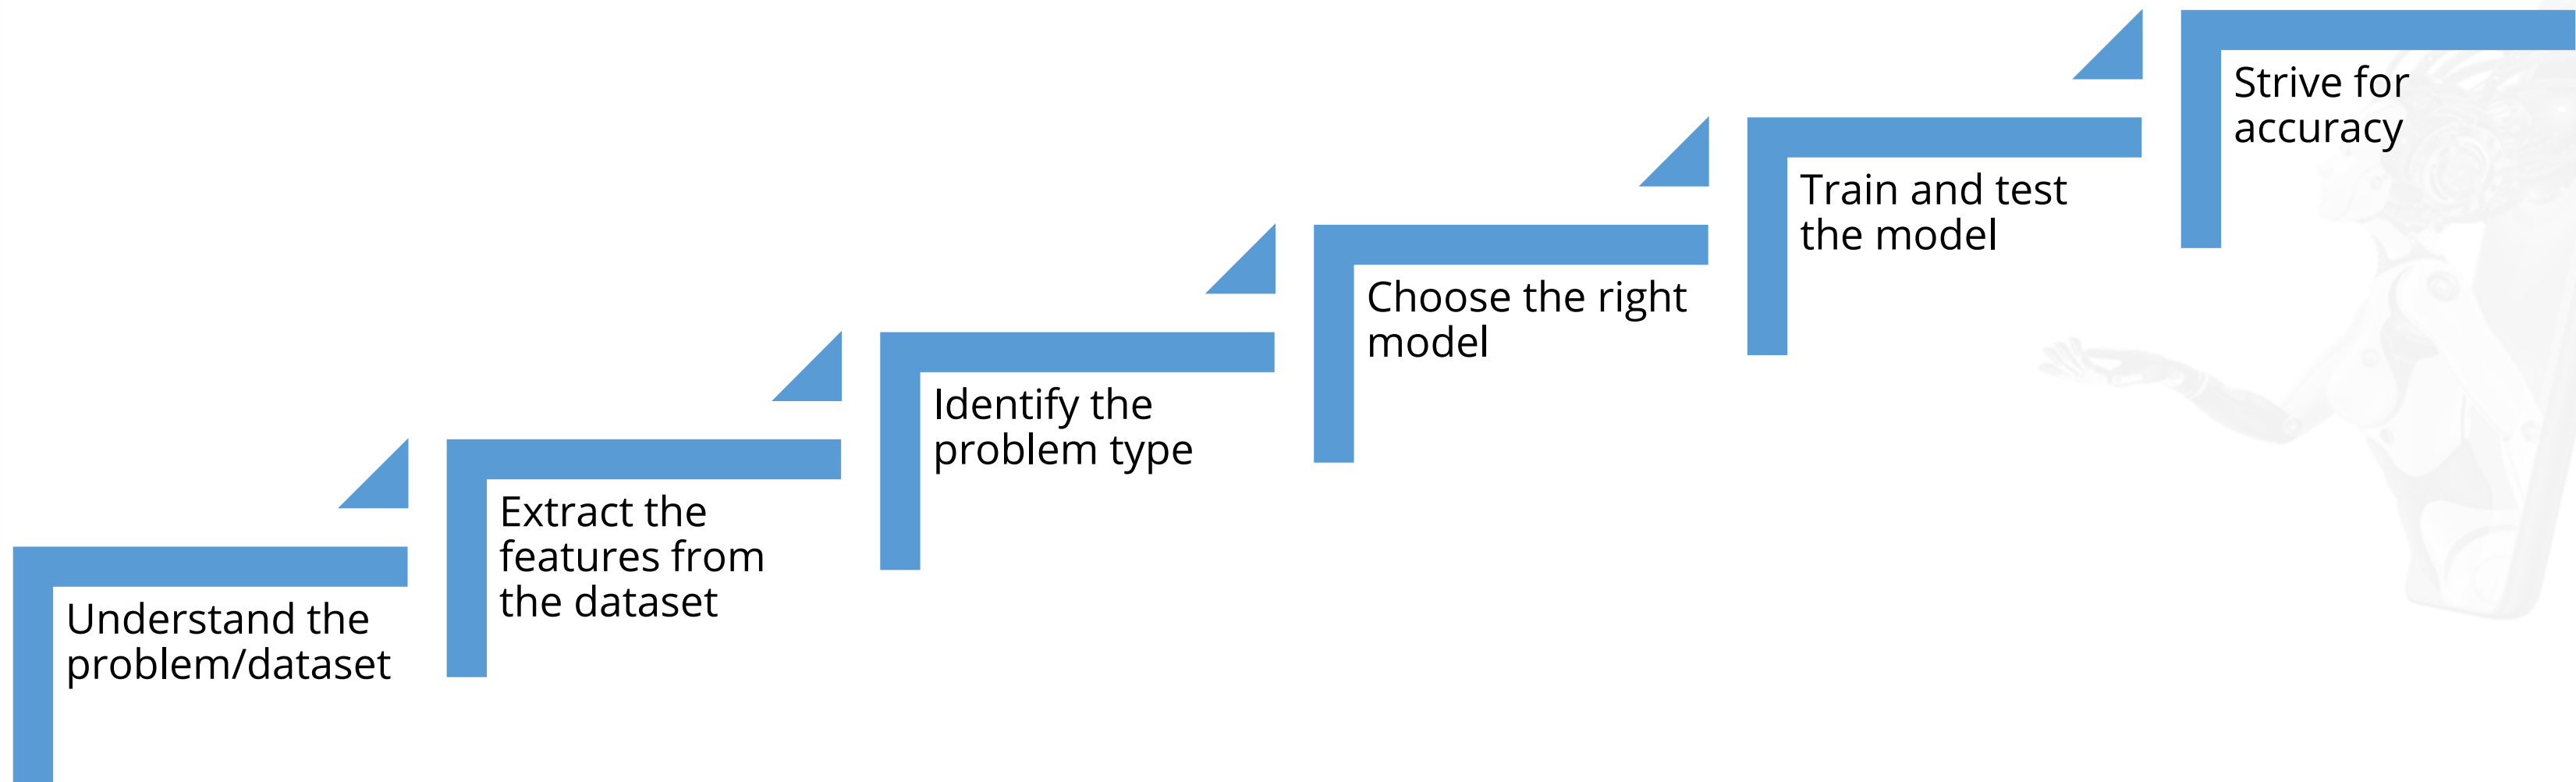 Understand the
problem/dataset
Extract the
features from
the dataset
Identify the
problem type
Choose the right
model
Train and test
the model
Strive for
accuracy